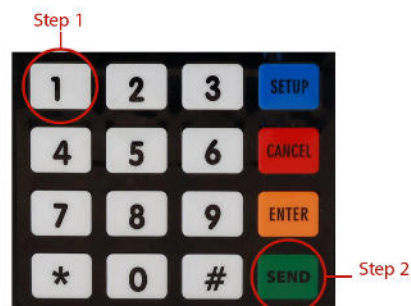 Step 1
1 2 3 SETUP
4 5 6 CANCEL
7 8 9 ENTER
* 0 # SEND
Step 2